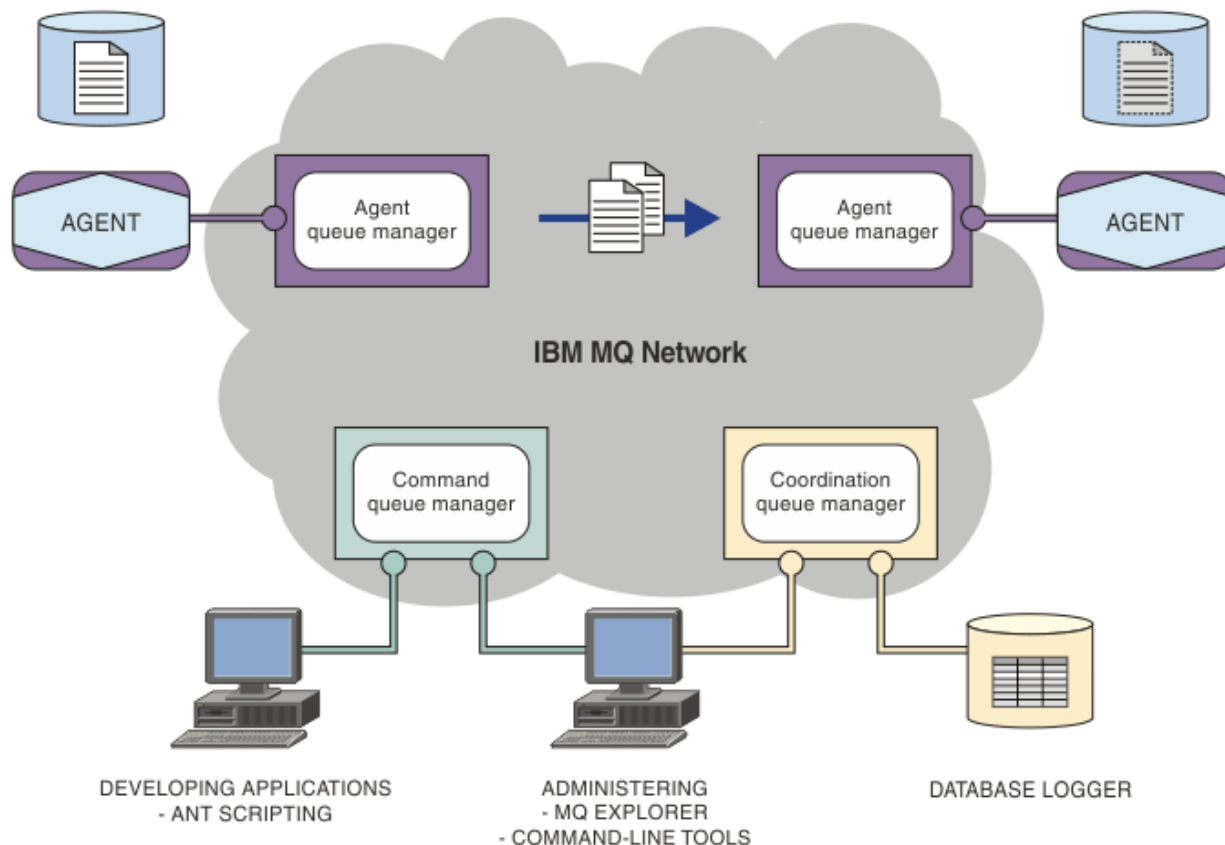 AGENT
Agent
queue manager
Agent
queue manager
AGENT
IBM MQ Network
Command
queue manager
Coordination
queue manager
DEVELOPING APPLICATIONS
- ANT SCRIPTING
ADMINISTERING
- MQ EXPLORER
- COMMAND-LINE TOOLS
DATABASE LOGGER